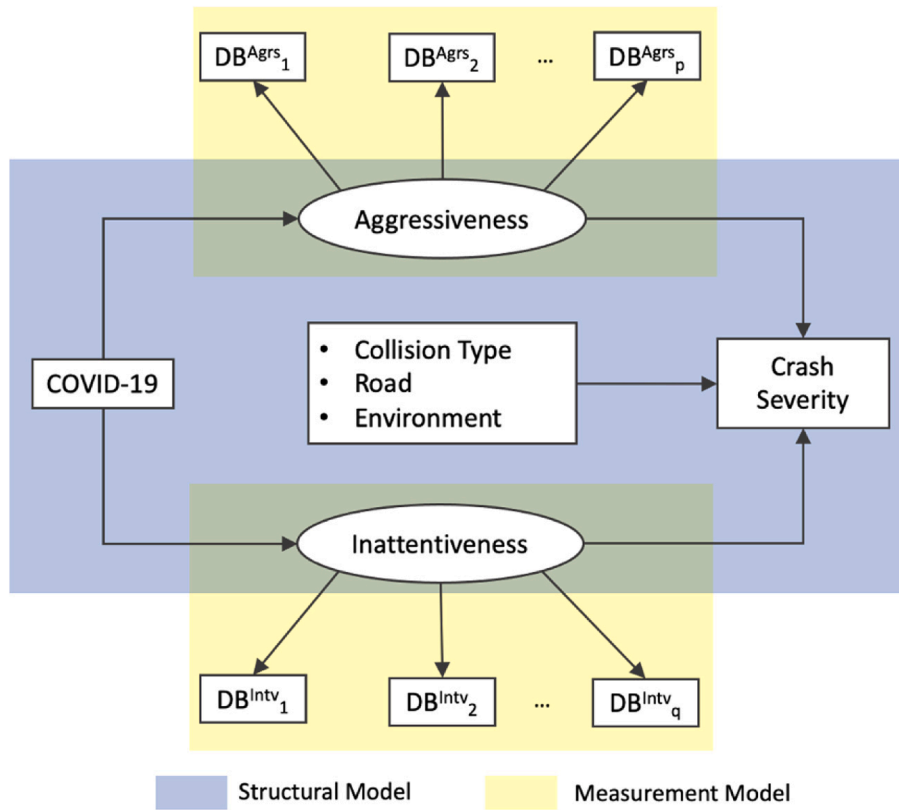 DB^Agrs_1 DB^Agrs_2 ... DB^Agrs_p
Aggressiveness
• Collision Type
• Road
• Environment
COVID-19
Crash
Severity
Inattentiveness
DB^Intv_1 DB^Intv_2 ... DB^Intv_q
Structural Model Measurement Model